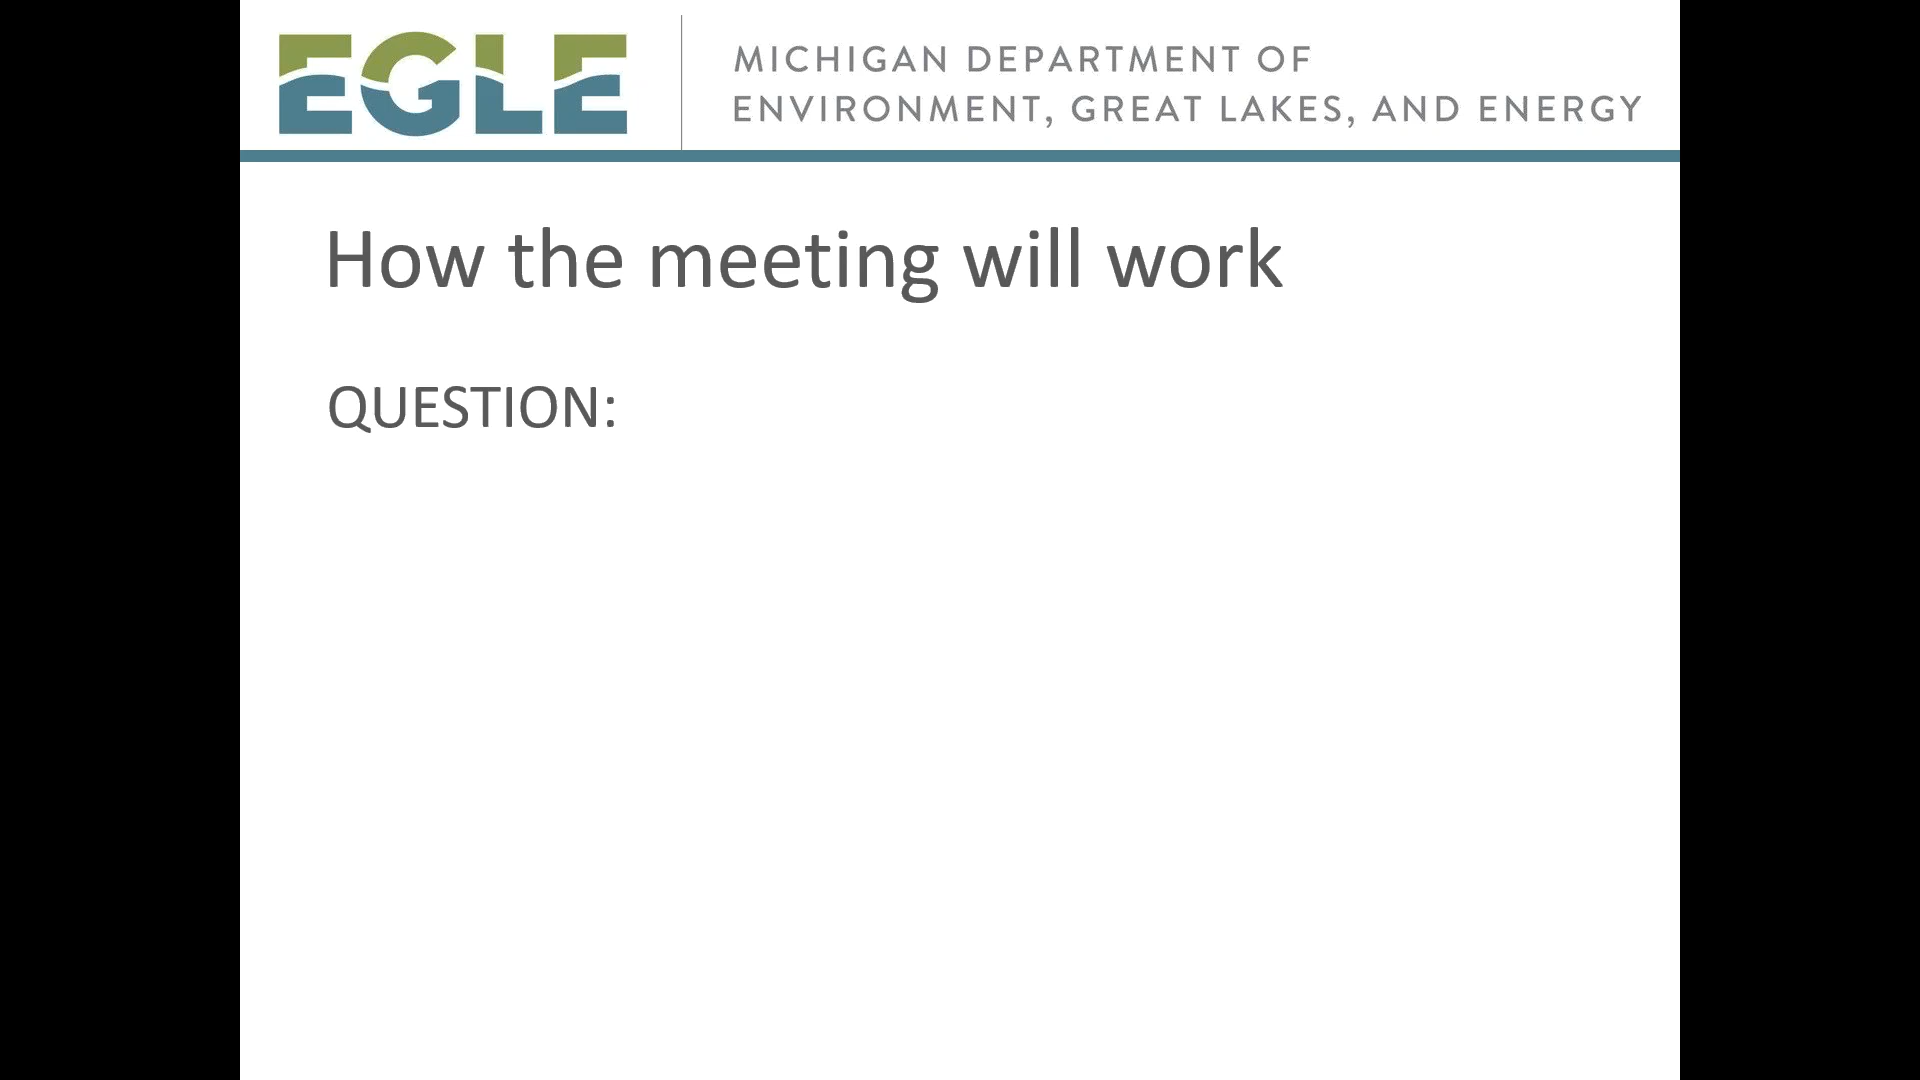 EGLE
MICHIGAN DEPARTMENT OF
ENVIRONMENT, GREAT LAKES, AND ENERGY
How the meeting will work
QUESTION: